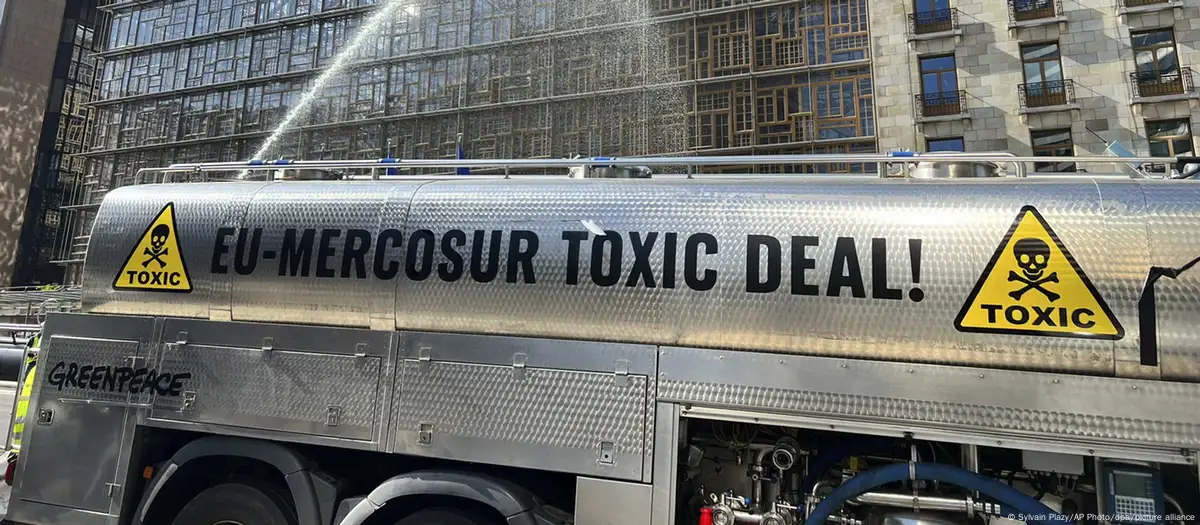 EU-MERCOSUR TOXIC DEAL!
TOXIC
TOXIC
GREENPEACE
© Sylvain Plazy/AP Photo/dpa/picture alliance